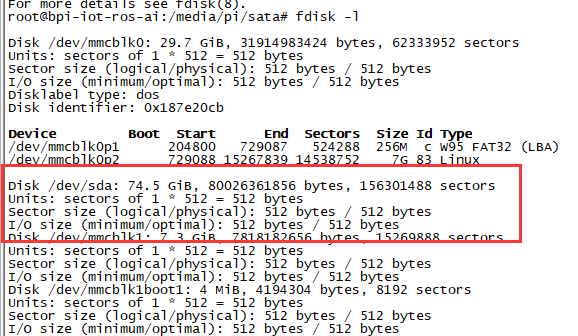 For more details see fdisk(8).
root@bpi-iot-ros-ai:/media/pi/sata# fdisk -l
Disk /dev/mmcblk0: 29.7 GiB, 31914983424 bytes, 62333952 sectors
Units: sectors of 1 * 512 = 512 bytes
Sector size (logical/physical): 512 bytes / 512 bytes
I/O size (minimum/optimal): 512 bytes / 512 bytes
Disklabel type: dos
Disk identifier: 0x187e20cb
Device Boot Start End Sectors Size Id Type
/dev/mmcblk0p1 204800 729087 524288 256M c W95 FAT32 (LBA)
/dev/mmcblk0p2 729088 15267839 14538752 7G 83 Linux
Disk /dev/sda: 74.5 GiB, 80026361856 bytes, 156301488 sectors
Units: sectors of 1 * 512 = 512 bytes
Sector size (logical/physical): 512 bytes / 512 bytes
I/O size (minimum/optimal): 512 bytes / 512 bytes
Disk /dev/mmcblk1: 7.3 GiB, 7818182656 bytes, 15269888 sectors
Units: sectors of 1 * 512 = 512 bytes
Sector size (logical/physical): 512 bytes / 512 bytes
I/O size (minimum/optimal): 512 bytes / 512 bytes
Disk /dev/mmcblk1boot1: 4 MiB, 4194304 bytes, 8192 sectors
Units: sectors of 1 * 512 = 512 bytes
Sector size (logical/physical): 512 bytes / 512 bytes
I/O size (minimum/optimal): 512 bytes / 512 bytes